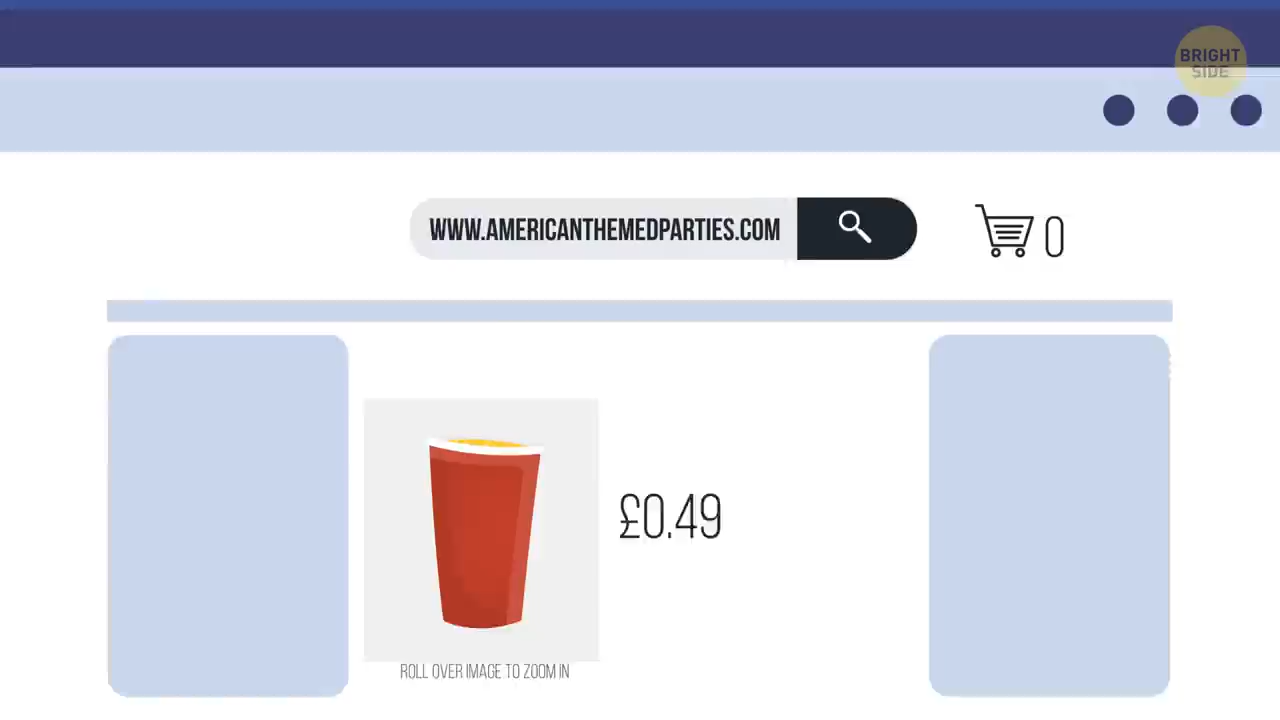 BRIGHT
SIDE
WWW.AMERICANTHEMEDPARTIES.COM
0
£0.49
ROLL OVER IMAGE TO ZOOM IN